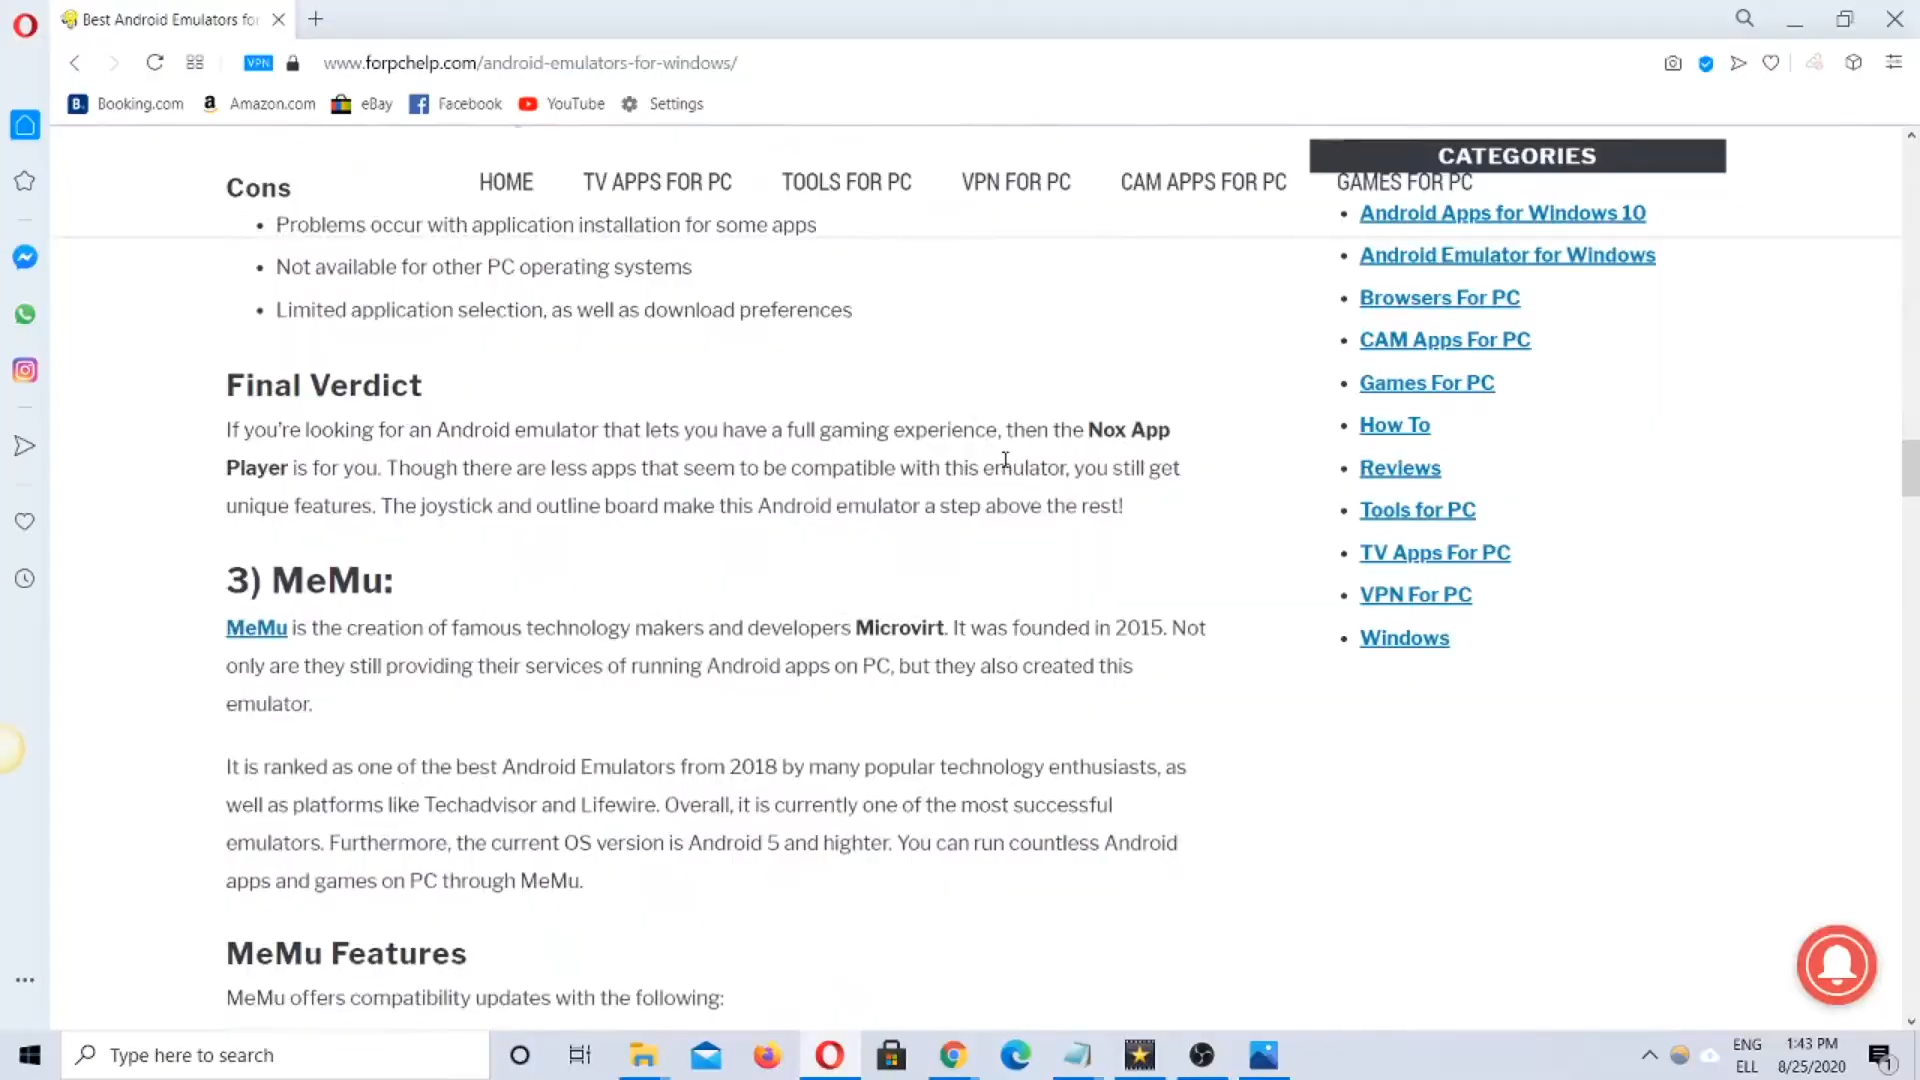 Best Android Emulators for
VPN
www.forpchelp.com/android-emulators-for-windows/
B. Booking.com a Amazon.com eBay Facebook YouTube Settings
Cons
HOME TV APPS FOR PC TOOLS FOR PC VPN FOR PC CAM APPS FOR PC GAMES FOR PC
• Problems occur with application installation for some apps
• Not available for other PC operating systems
• Limited application selection, as well as download preferences
Final Verdict
If you’re looking for an Android emulator that lets you have a full gaming experience, then the Nox App
Player is for you. Though there are less apps that seem to be compatible with this emulator, you still get
unique features. The joystick and outline board make this Android emulator a step above the rest!
3) MeMu:
MeMu is the creation of famous technology makers and developers Microvirt. It was founded in 2015. Not
only are they still providing their services of running Android apps on PC, but they also created this
emulator.
It is ranked as one of the best Android Emulators from 2018 by many popular technology enthusiasts, as
well as platforms like Techadvisor and Lifewire. Overall, it is currently one of the most successful
emulators. Furthermore, the current OS version is Android 5 and highter. You can run countless Android
apps and games on PC through MeMu.
MeMu Features
MeMu offers compatibility updates with the following:
CATEGORIES
• Android Apps for Windows 10
• Android Emulator for Windows
• Browsers For PC
• CAM Apps For PC
• Games For PC
• How To
• Reviews
• Tools for PC
• TV Apps For PC
• VPN For PC
• Windows
Type here to search
ENG
ELL
1:43 PM
8/25/2020
1